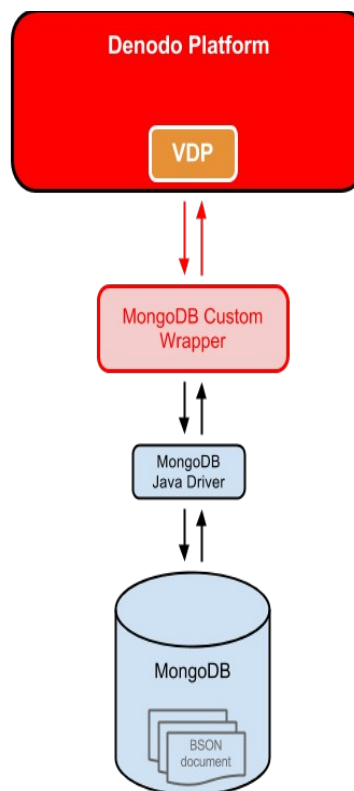 Denodo Platform
VDP
MongoDB Custom
Wrapper
MongoDB
Java Driver
MongoDB
BSON
document